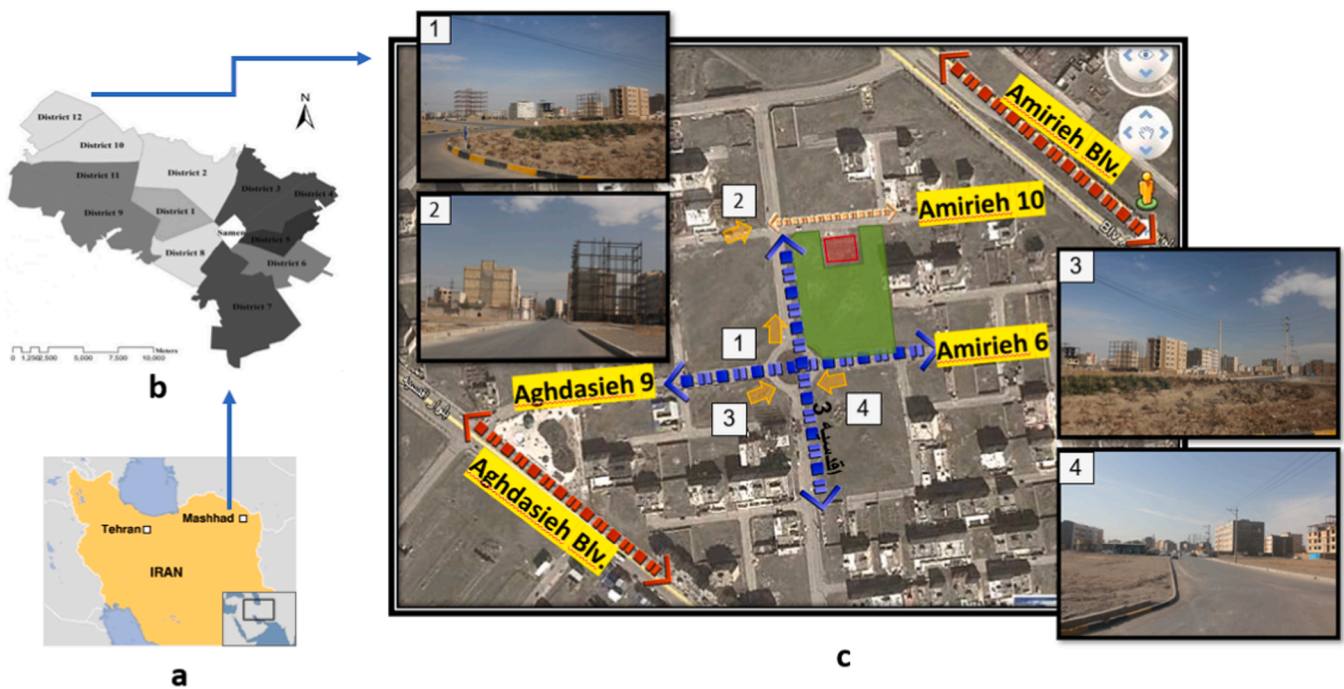 1
2
3
4
N
District 12
District 10
District 11
District 9
District 2
District 1
District 3
District 4
Samen
District 5
District 6
District 8
District 7
0 1,250 2,500 5,000 7,500 10,000
Meters
b
Tehran
Mashhad
IRAN
a
Amirieh Blv.
Amirieh 10
2
1
Amirieh 6
Aghdasieh 9
3
4
اقدسیه 3
Aghdasieh Blv.
c